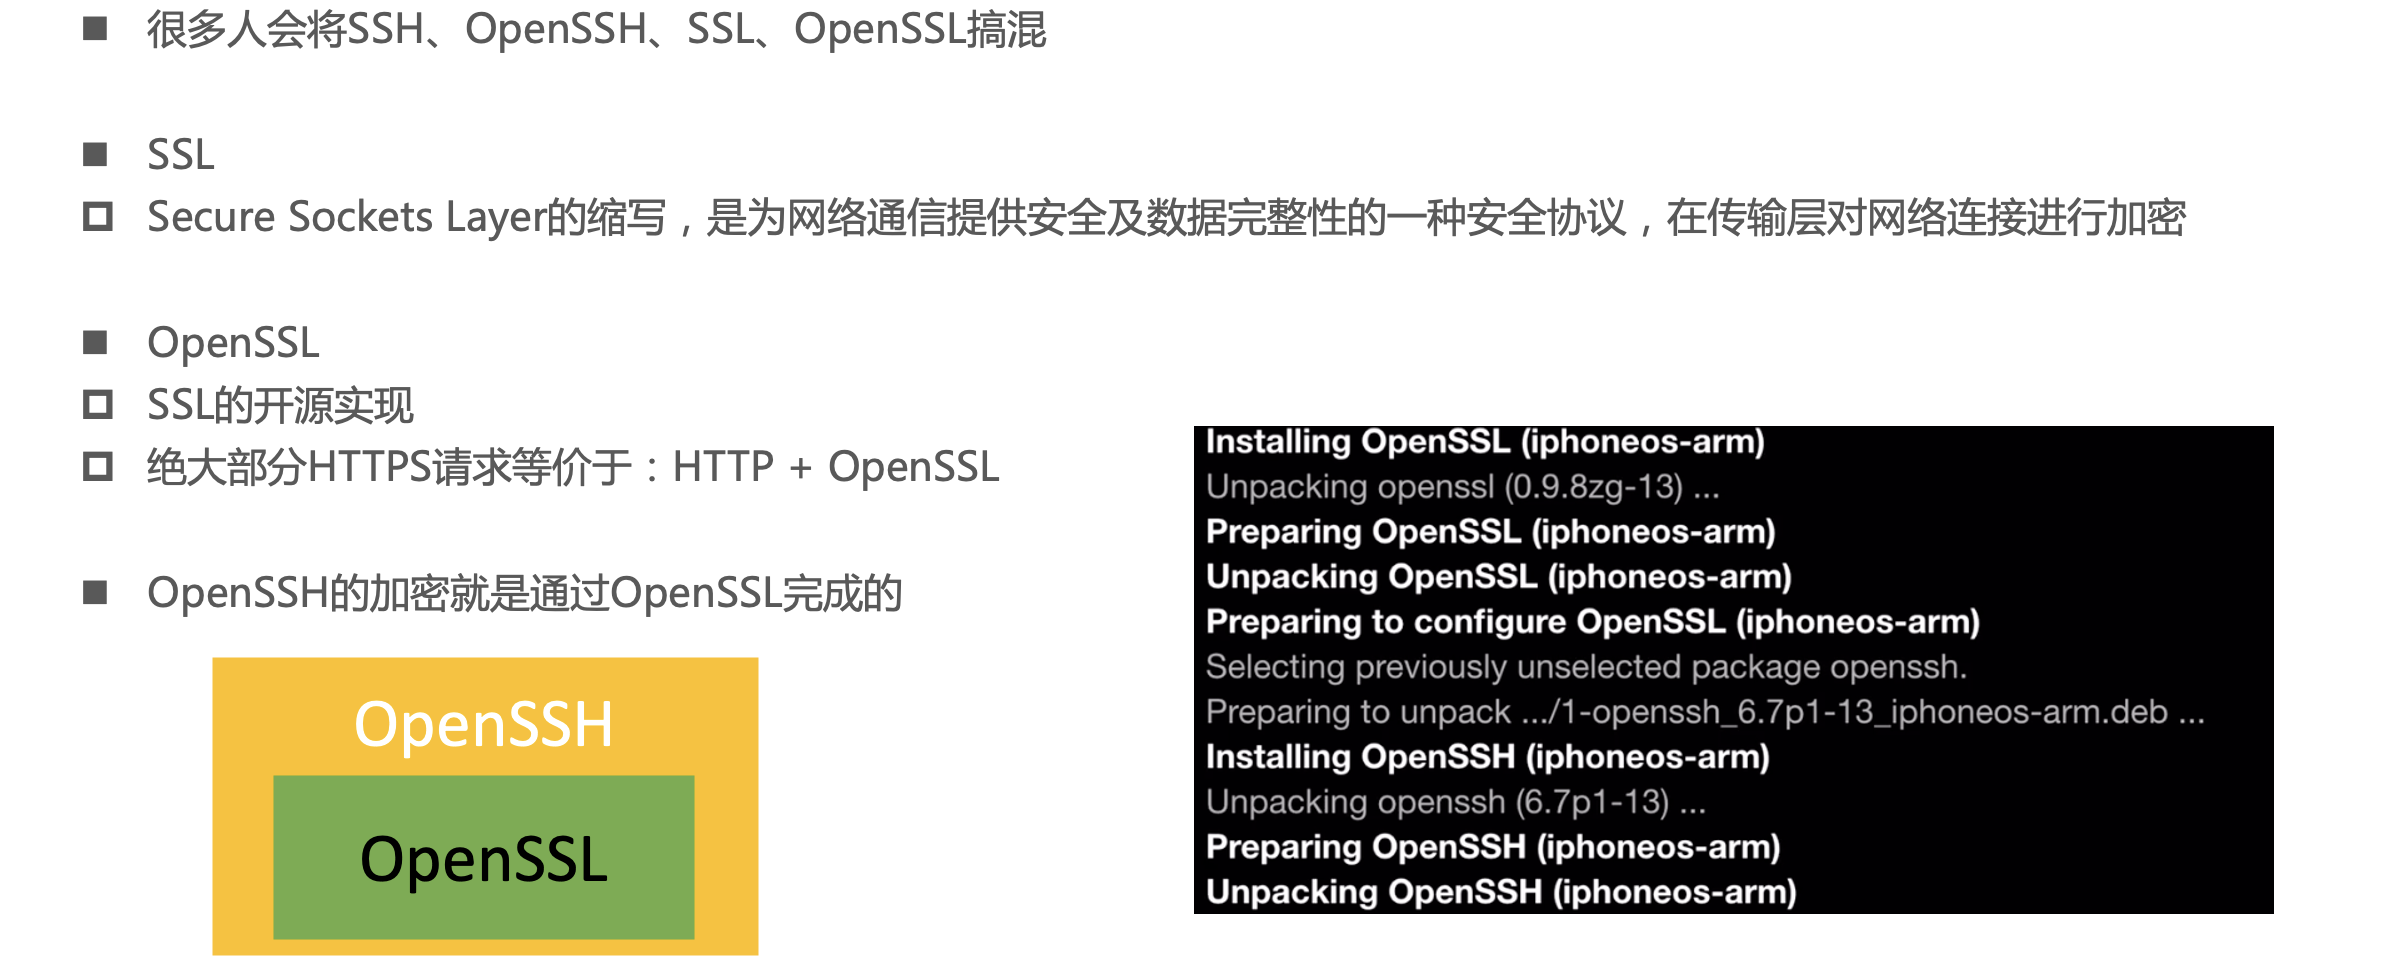 很多人会将SSH、OpenSSH、SSL、OpenSSL搞混
SSL
Secure Sockets Layer的缩写，是为网络通信提供安全及数据完整性的一种安全协议，在传输层对网络连接进行加密
OpenSSL
SSL的开源实现
绝大部分HTTPS请求等价于：HTTP + OpenSSL
OpenSSH的加密就是通过OpenSSL完成的
OpenSSH
OpenSSL
Installing OpenSSL (iphoneos-arm)
Unpacking openssl (0.9.8zg-13) ...
Preparing OpenSSL (iphoneos-arm)
Unpacking OpenSSL (iphoneos-arm)
Preparing to configure OpenSSL (iphoneos-arm)
Selecting previously unselected package openssh.
Preparing to unpack .../1-openssh_6.7p1-13_iphoneos-arm.deb ...
Installing OpenSSH (iphoneos-arm)
Unpacking openssh (6.7p1-13) ...
Preparing OpenSSH (iphoneos-arm)
Unpacking OpenSSH (iphoneos-arm)